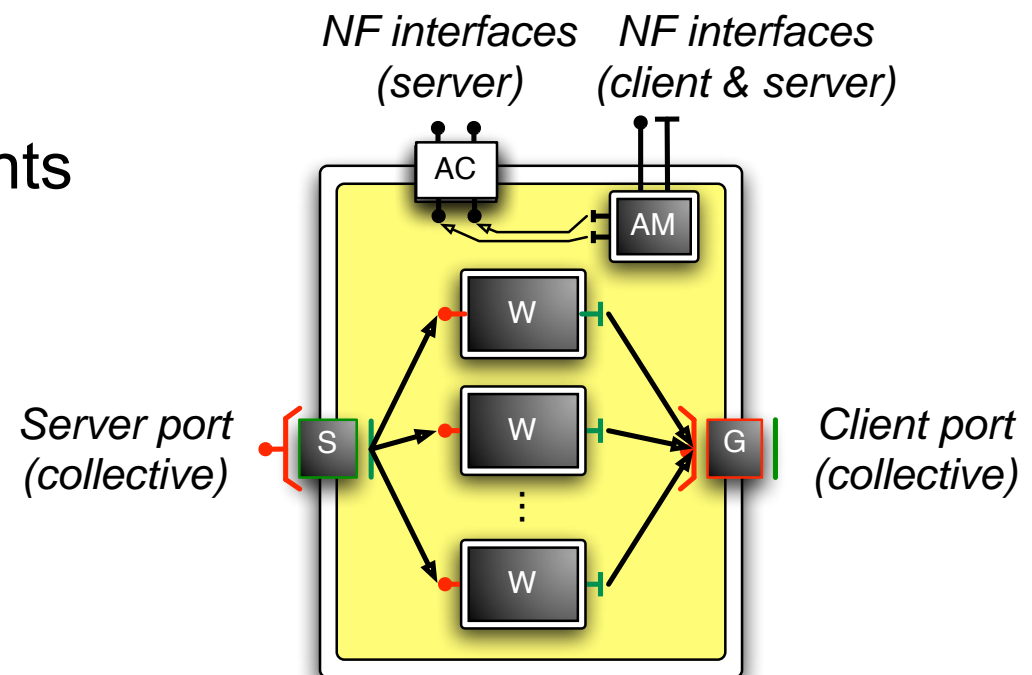 NF interfaces
(server)
NF interfaces
(client & server)
nts
AC
AM
W
Server port
(collective)
S
W
G
Client port
(collective)
W